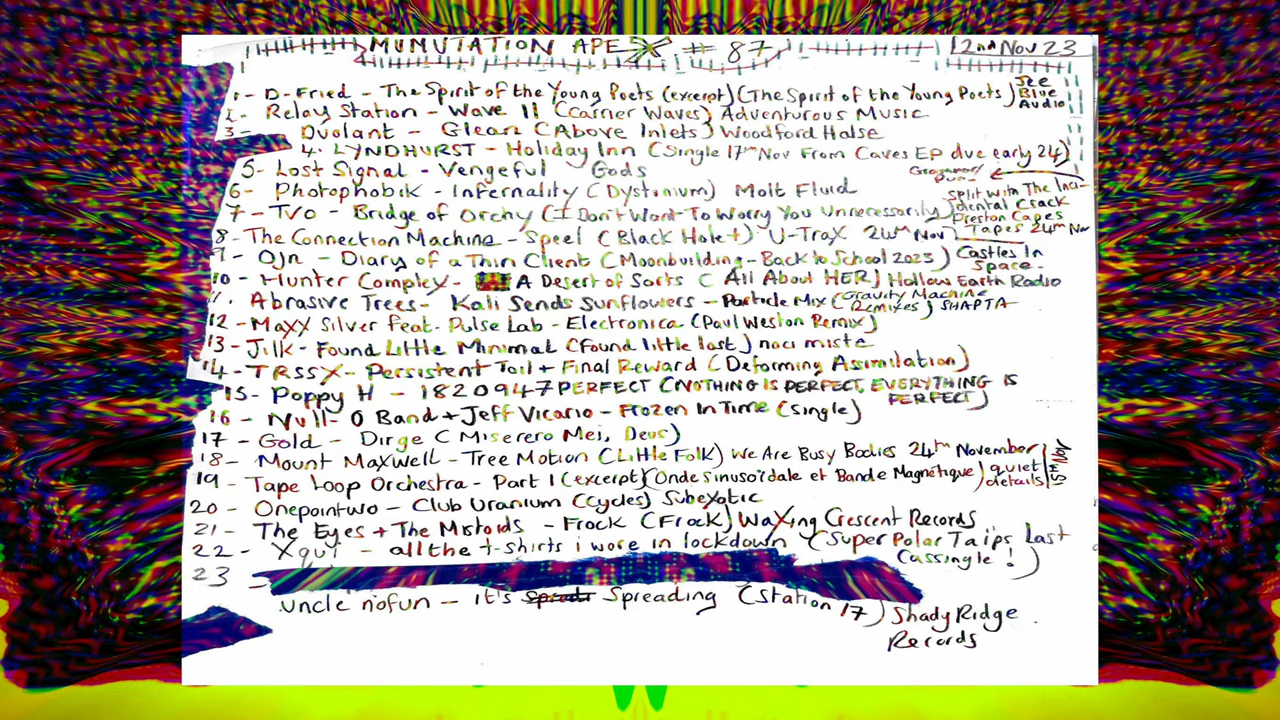 MUMUTATION APE # 87
2nd Nov 23
1- D-Fried - The Spirit of the Young Poets (excerpt) (The Spirit of the Young Poets) See Blue Audio
2- Relay Station - Wave 11 (Carrier Waves) Adventurous Music
3- Dvolant - Glean (Above Inlets) Woodford Halse
4. LYNDHURST - Holiday Inn (Single 17th Nov From Caves EP due early 24)
5- Lost Signal - Vengeful Gods
6- Photophobik - Infernality (Dystinium) Molt Fluid
7- TVO - Bridge of Orchy (I Don't Want To Worry You Unnecessarily) Split with The Incidental Crack Preston Capes Tapes 24th Nov
8- The Connection Machine - Speel (Black Hole+) U-TraX 24th Nov
9- Ojn - Diary of a Thin Client (Moonbuilding - Back to School 2023) Castles In Space-
10- Hunter Complex - A Desert of Sorts (All About HER) Hollow Earth Radio
11. Abrasive Trees- Kali Sends Sunflowers - Particle Mix (Gravity Machine Remixes) SHAPTA
12- Maxx Silver feat. Pulse Lab - Electronica (Paul Weston Remix)
13- Jilk- Found Little Minimal (Found little last) naci miste
14- TRSSX- Persistent Toil + Final Reward (Deforming Assimilation)
15- Poppy H - 1820947PERFECT (NOTHING IS PERFECT, EVERYTHING IS PERFECT)
16- Null-O Band + Jeff Vicario - Frozen In Time (single)
17- Gold - Dirge (Miserero Mei, Deus)
18- Mount Maxwell - Tree Motion (Little Folk) We Are Busy Bodies 24th November
19- Tape Loop Orchestra - Part 1 (excerpt) (Onde Sinusoïdale et Bande Magnétique) quiet details
20- Onepointwo - Club Uranium (Cycles) Subexotic
21- The Eyes + The Mistoids - Frock (Frock) Waxing Crescent Records
22- Xqui - all the t-shirts i wore in lockdown (Super Polar Taips Last Cassingle!)
23 -
Uncle nofun - it's Spreading (Station 17) Shady Ridge Records